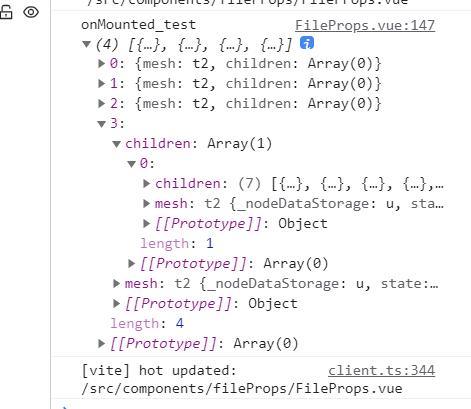 /src/components/fileProps/FileProps.vue
onMounted_test FileProps.vue:147
(4) [{…}, {…}, {…}, {…}] i
0: {mesh: t2, children: Array(0)}
1: {mesh: t2, children: Array(0)}
2: {mesh: t2, children: Array(0)}
3:
children: Array(1)
0:
children: (7) [{…}, {…}, {…}, {…},…
mesh: t2 {_nodeDataStorage: u, sta…
[[Prototype]]: Object
length: 1
[[Prototype]]: Array(0)
mesh: t2 {_nodeDataStorage: u, state:…
[[Prototype]]: Object
length: 4
[[Prototype]]: Array(0)
[vite] hot updated: client.ts:344
/src/components/fileProps/FileProps.vue